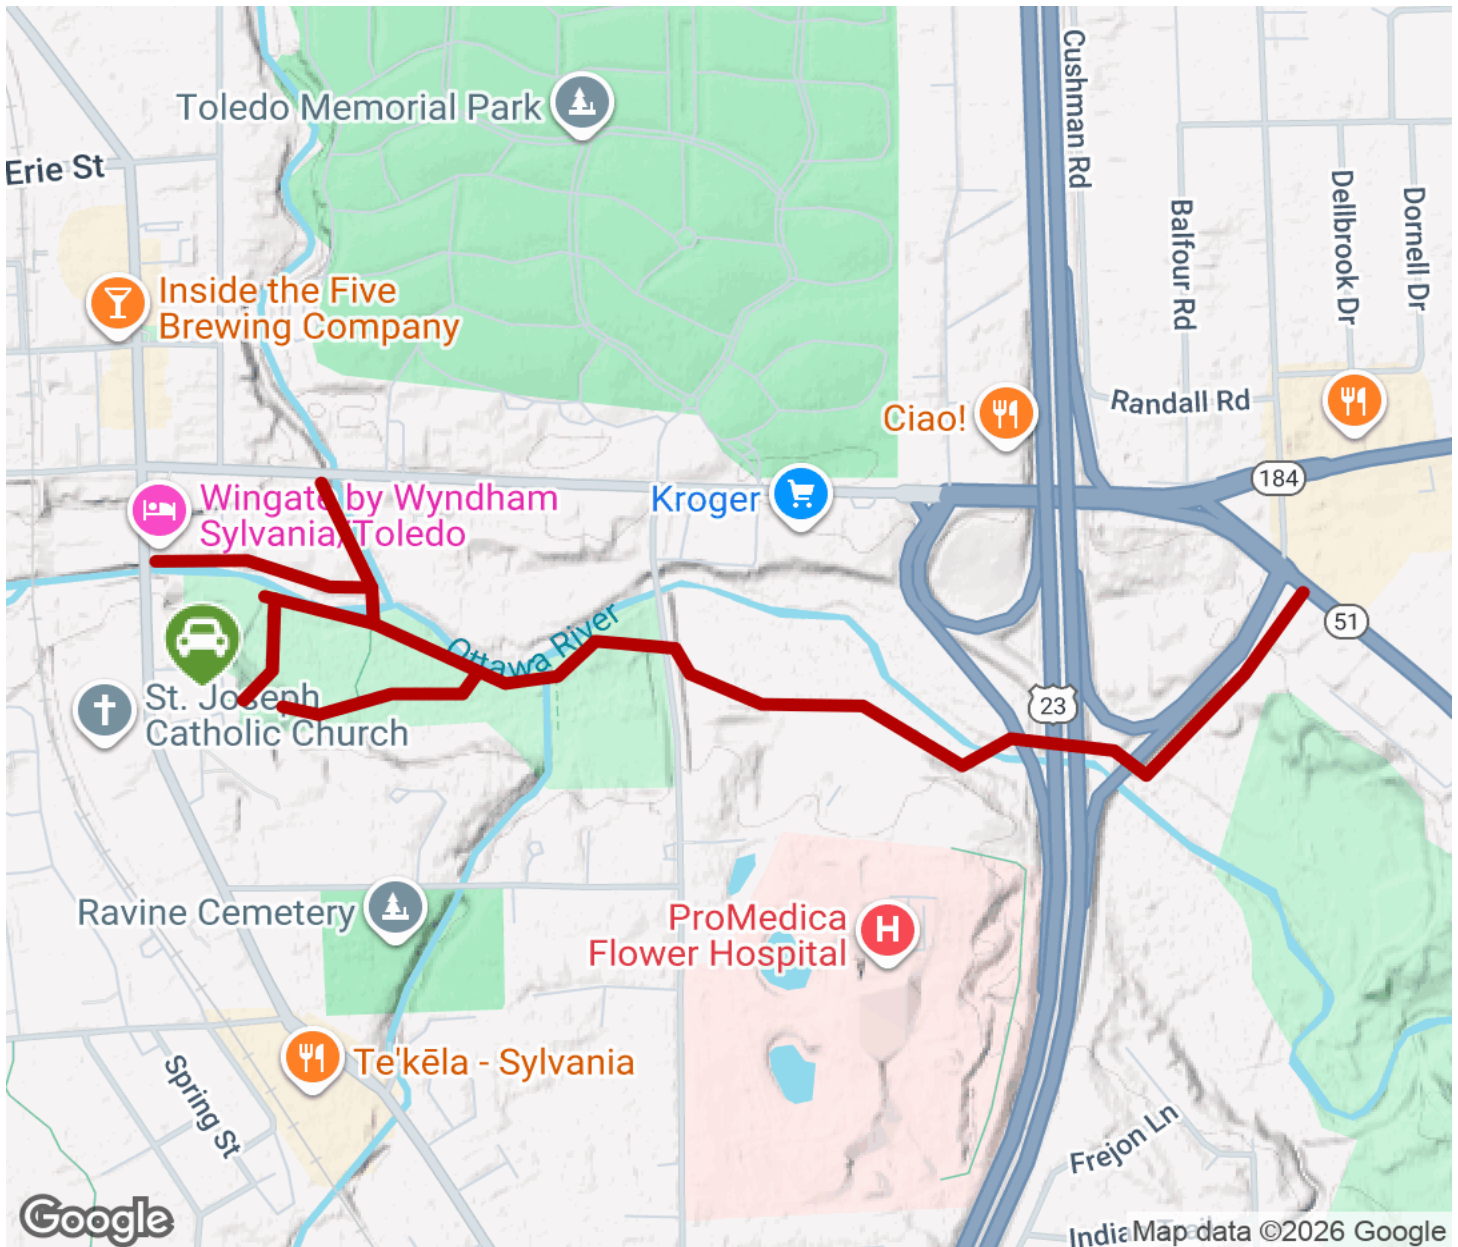 Toledo Memorial Park
Cushman Rd
Erie St
Balfour Rd
Dellbrook Dr
Dornell Dr
Inside the Five
Brewing Company
Randall Rd
Ciao!
184
Wingate by Wyndham
Sylvania/Toledo
Kroger
51
Ottawa River
St. Joseph
Catholic Church
23
Ravine Cemetery
ProMedica
Flower Hospital
H
Te'kēla - Sylvania
Spring St
Frejon Ln
Google
Map data ©2026 Google